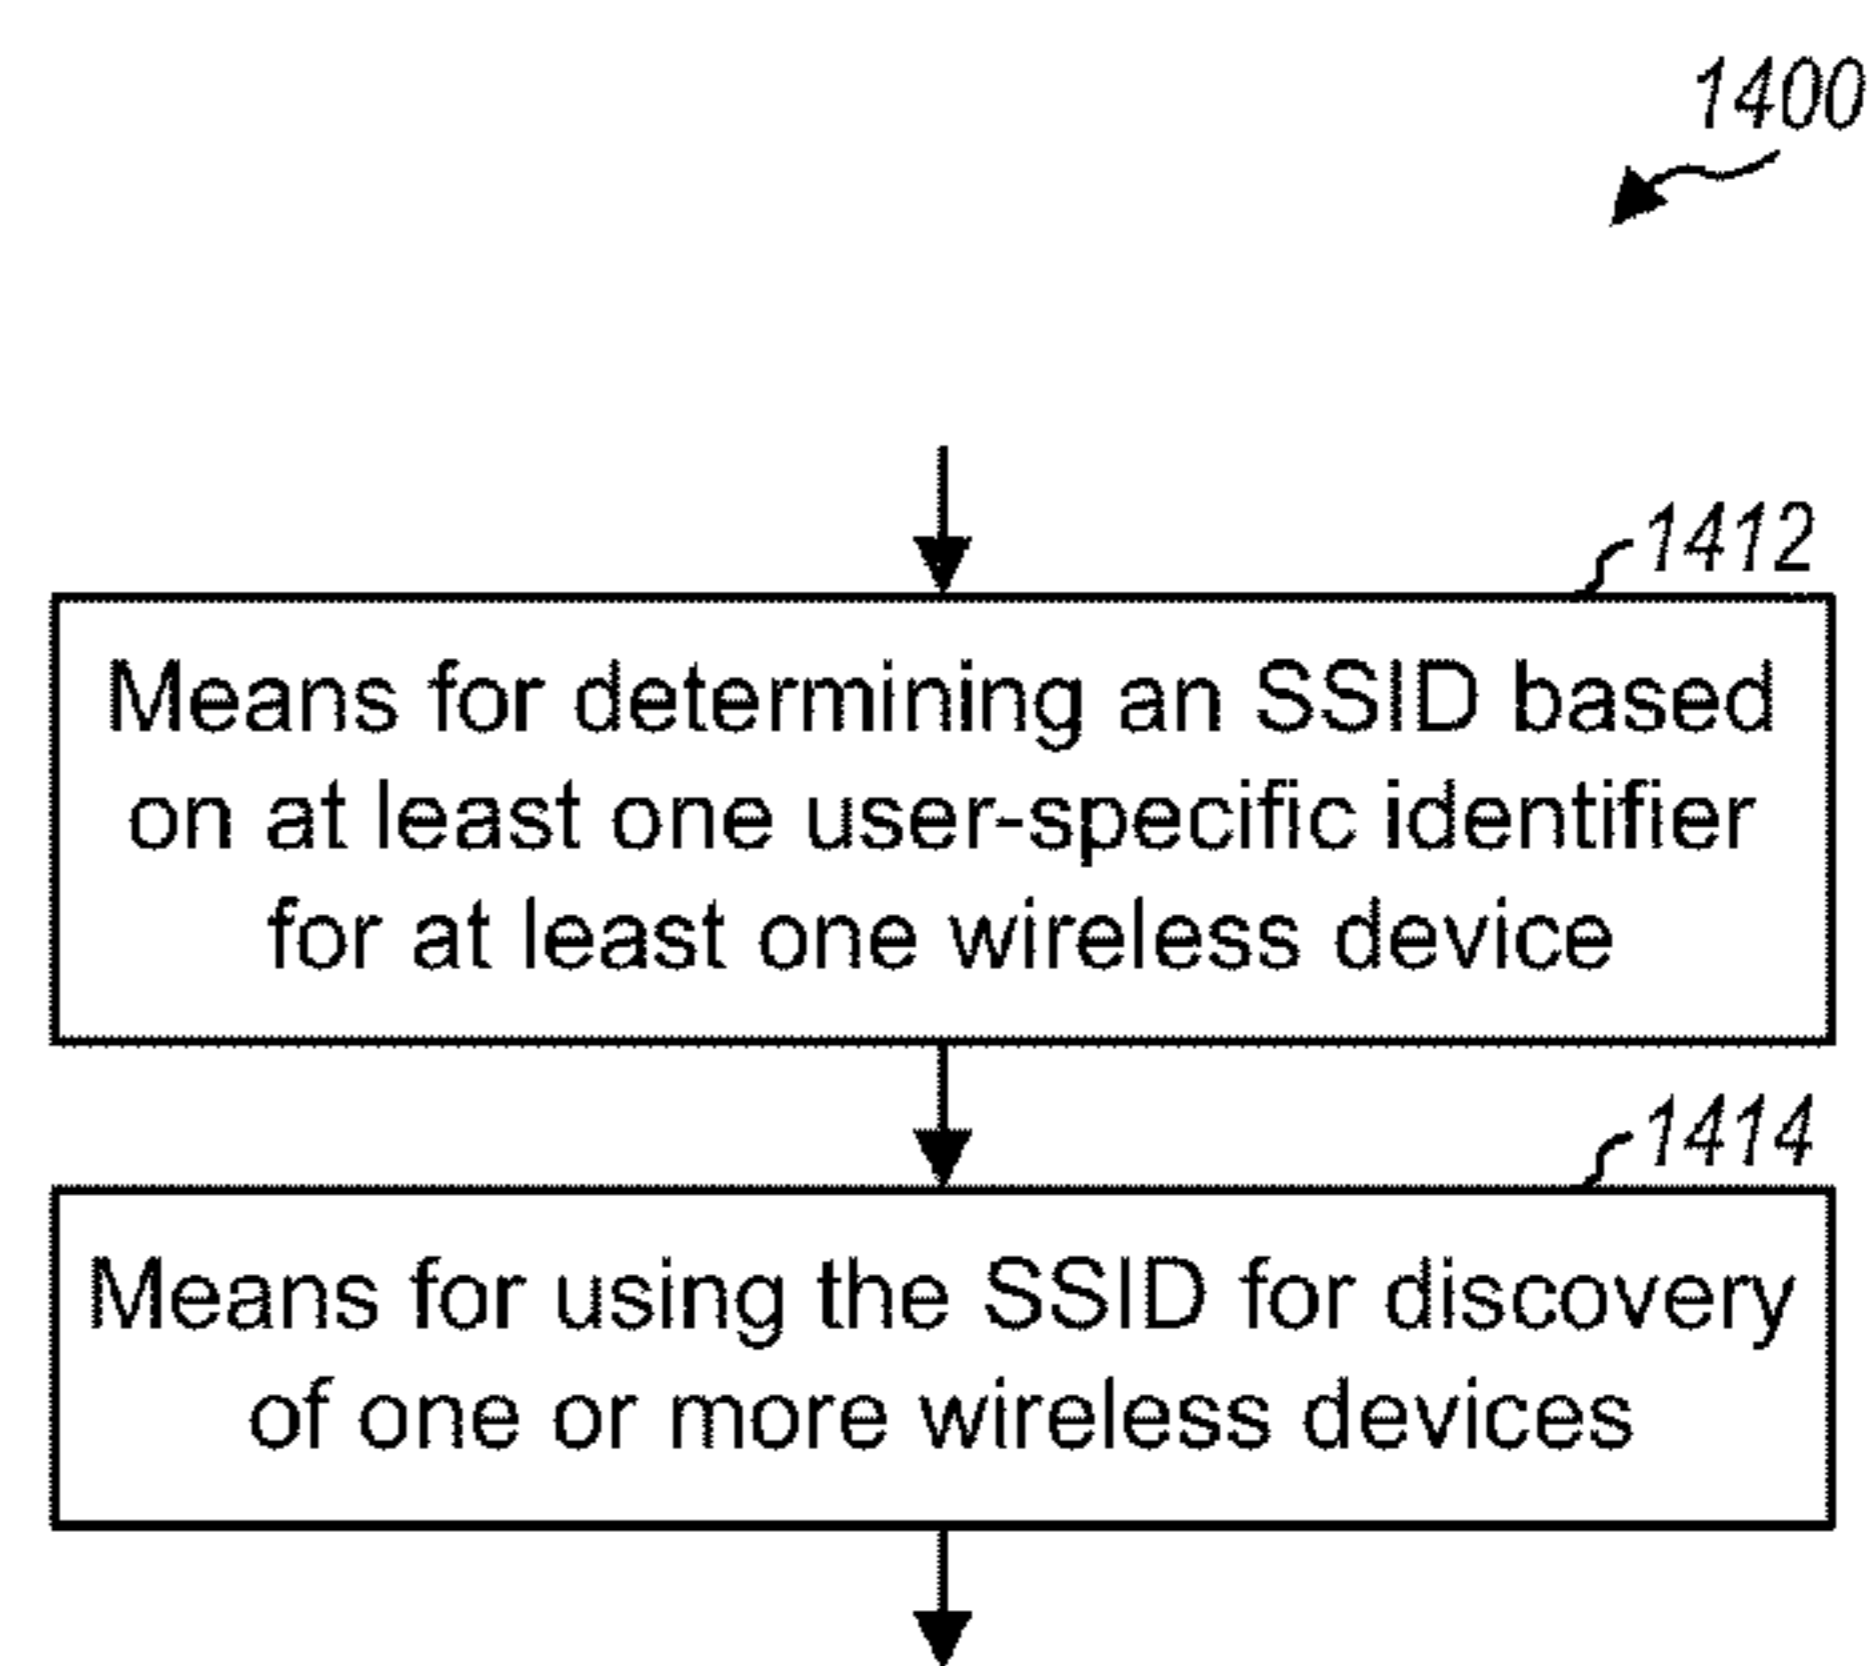 1400
1412
Means for determining an SSID based
on at least one user-specific identifier
for at least one wireless device
1414
Means for using the SSID for discovery
of one or more wireless devices